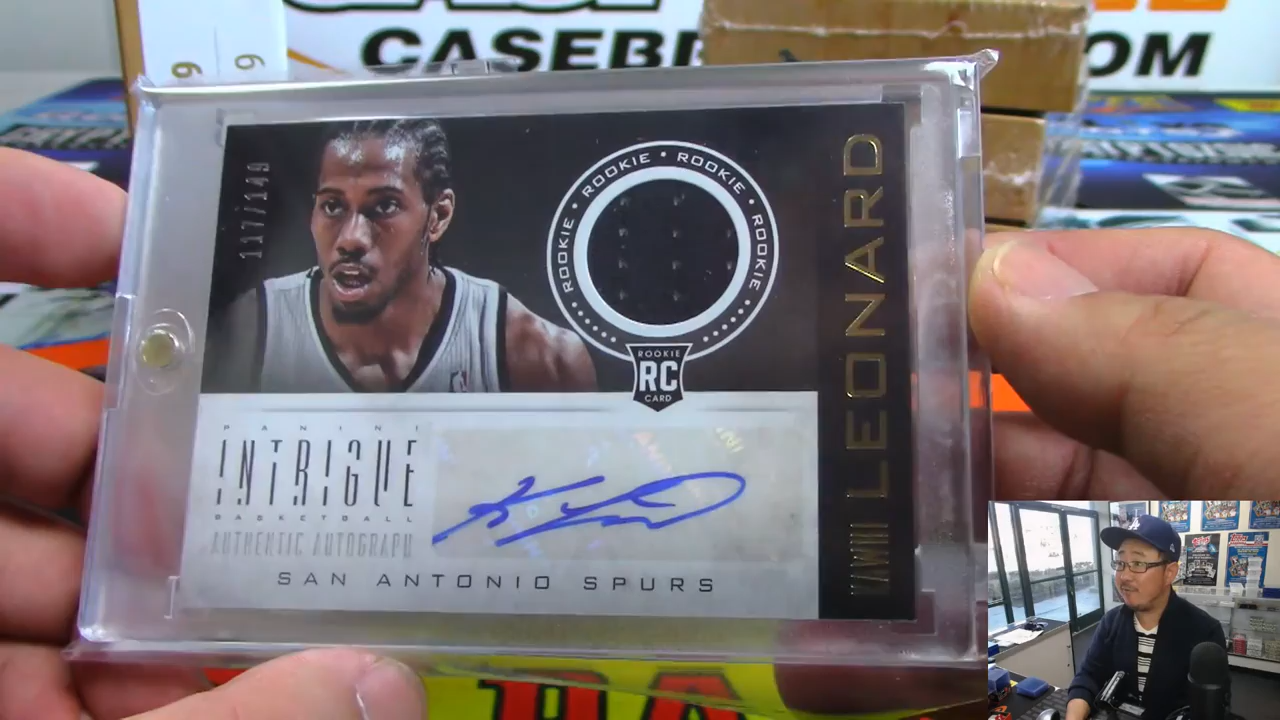 CASEB
OM
117/149
ROOKIE • ROOKIE • ROOKIE • ROOKIE
ROOKIE
RC
CARD
KAWHI LEONARD
PANINI
INTRIGUE
BASKETBALL
AUTHENTIC AUTOGRAPH
SAN ANTONIO SPURS